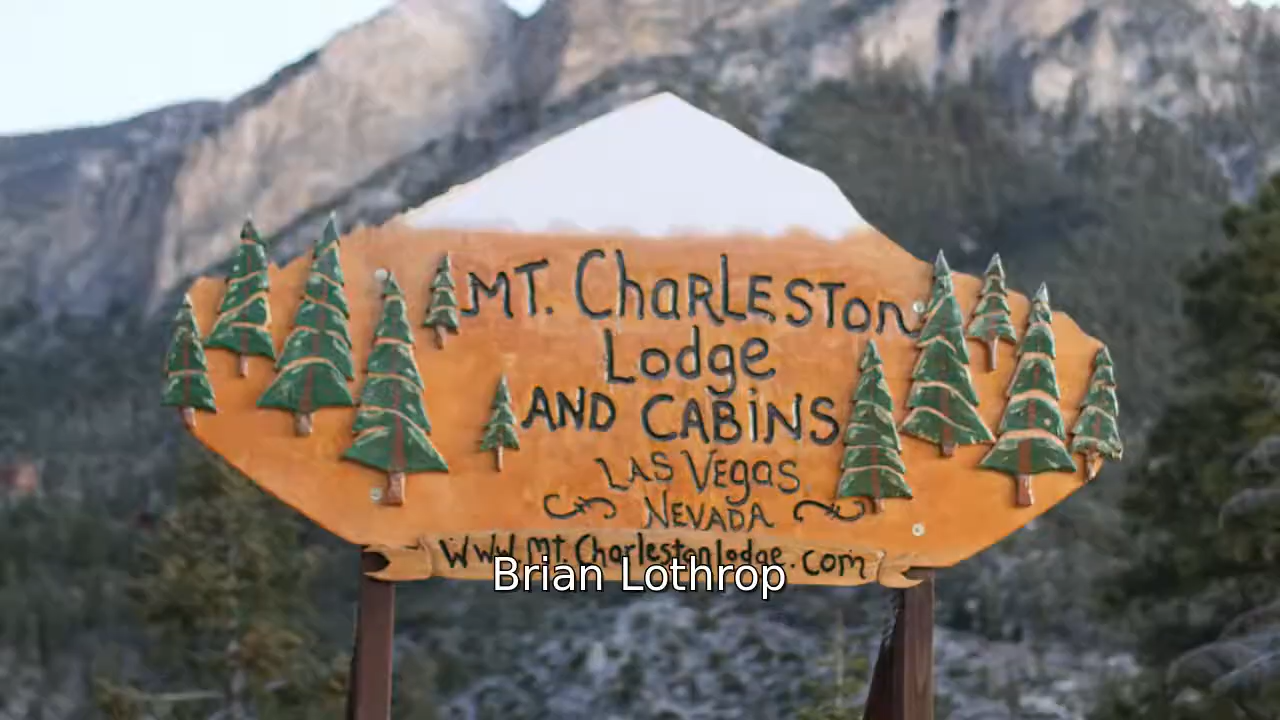 MT. CHARLESTON
Lodge
AND CABINS
LAS VEgas
NEVADA
www.Mt.Charlestonlodge.com
Brian Lothrop